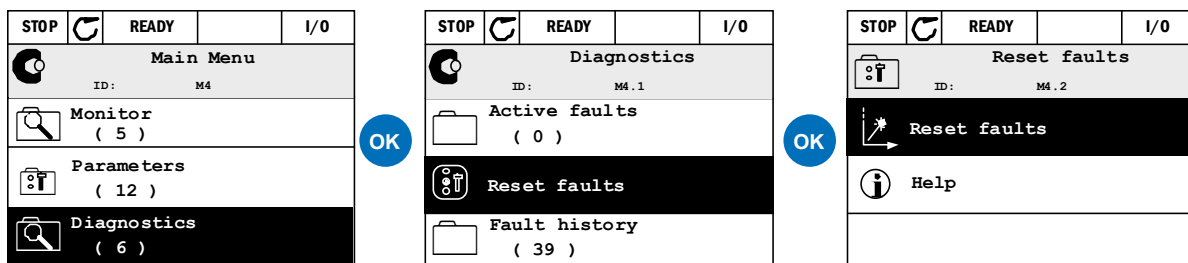 STOP READY I/O
Main Menu
ID: M4
Monitor
( 5 )
Parameters
( 12 )
Diagnostics
( 6 )
OK
STOP READY I/O
Diagnostics
ID: M4.1
Active faults
( 0 )
Reset faults
Fault history
( 39 )
OK
STOP READY I/O
Reset faults
ID: M4.2
Reset faults
Help